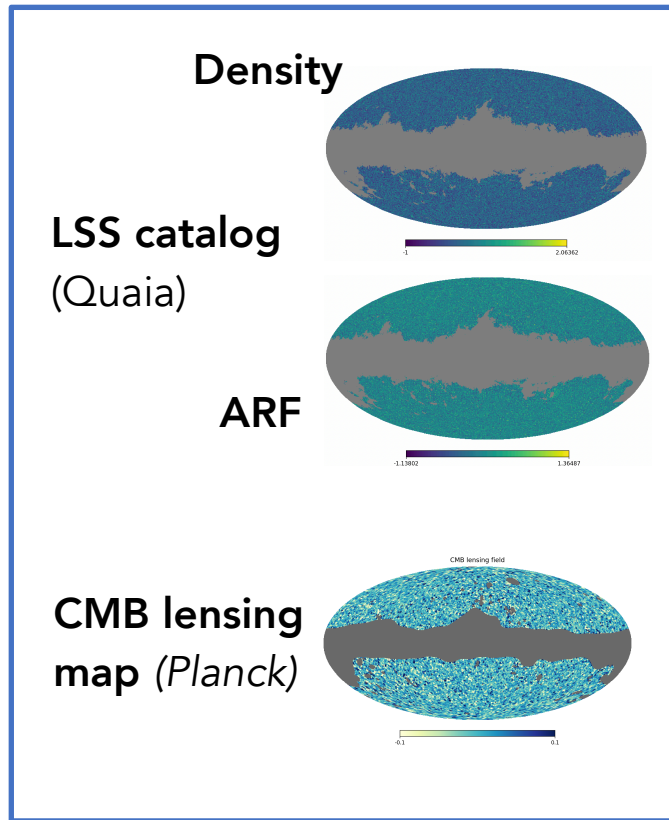 Density
-1 2.06362
LSS catalog
(Quaia)
ARF
-1.13802 1.36487
CMB lensing field
CMB lensing
map (Planck)
-0.1 0.1